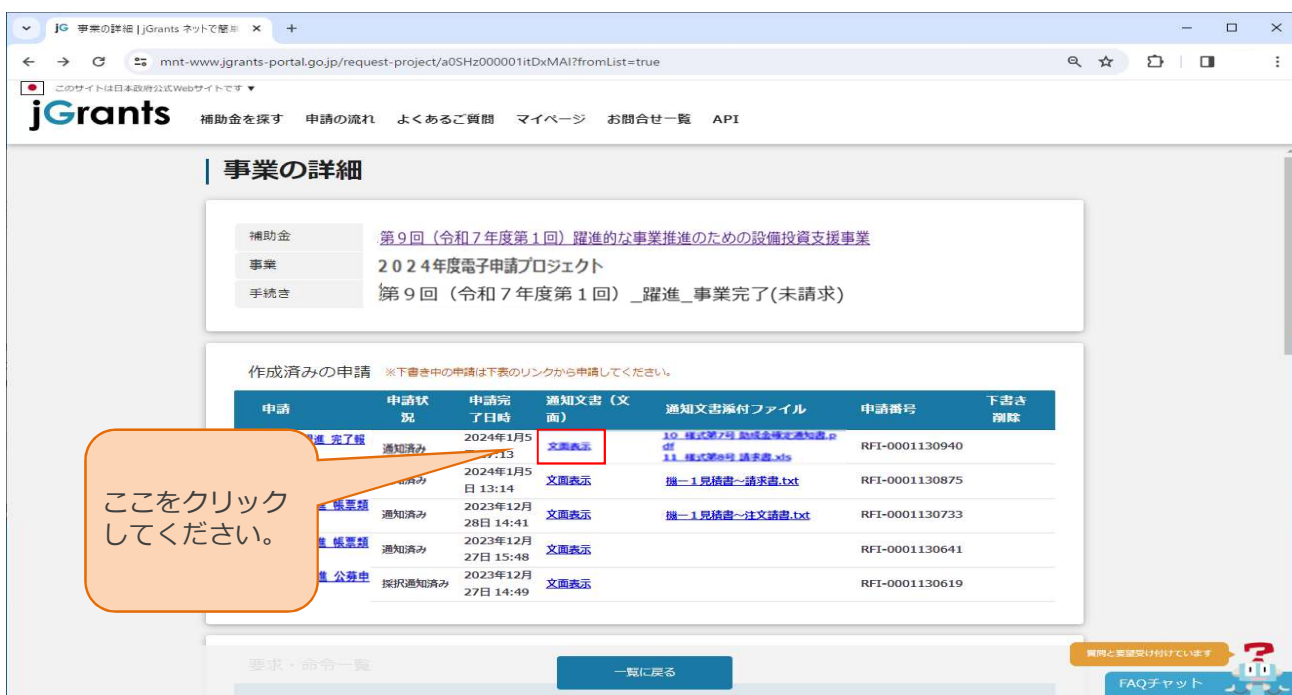 jG 事業の詳細 | jGrants ネットで簡単
mnt-www.jgrants-portal.go.jp/request-project/a0SHz000001itDxMAI?fromList=true
このサイトは日本政府公式Webサイトです ▼
jGrants 補助金を探す 申請の流れ よくあるご質問 マイページ お問合せ一覧 API
事業の詳細
補助金 第9回（令和7年度第1回）躍進的な事業推進のための設備投資支援事業
事業 2024年度電子申請プロジェクト
手続き 第9回（令和7年度第1回）_躍進_事業完了(未請求)
作成済みの申請 ※下書き中の申請は下表のリンクから申請してください。
申請 申請状況 申請完了日時 通知文書（文面） 通知文書添付ファイル 申請番号 下書き削除
進_完了報 通知済み 2024年1月5 文面表示 10_様式第7号_助成金確定通知書.pdf 11_様式第8号_請求書.xls RFI-0001130940
2024年1月5日 13:14 文面表示 機ー1見積書～請求書.txt RFI-0001130875
帳票類 通知済み 2023年12月28日 14:41 文面表示 機ー1見積書～注文請書.txt RFI-0001130733
進_帳票類 通知済み 2023年12月27日 15:48 文面表示 RFI-0001130641
進_公募申 採択通知済み 2023年12月27日 14:49 文面表示 RFI-0001130619
ここをクリック
してください。
要求・命令一覧
一覧に戻る
質問と要望受け付けています
FAQチャット